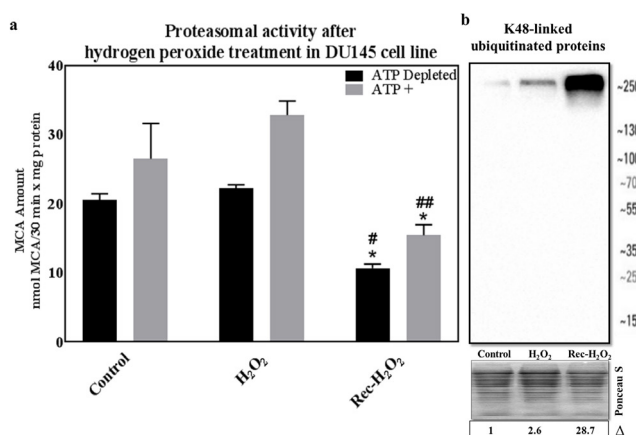 a
Proteasomal activity after
hydrogen peroxide treatment in DU145 cell line
MCA Amount
nmol MCA/30 min x mg protein
40
30
20
10
0
ATP Depleted
ATP +
#
*
##
*
Control
H₂O₂
Rec-H₂O₂
b
K48-linked
ubiquitinated proteins
~250
~130
~100
~70
~55
~35
~25
~15
Control H₂O₂ Rec-H₂O₂
Ponceau S
1 2.6 28.7 Δ